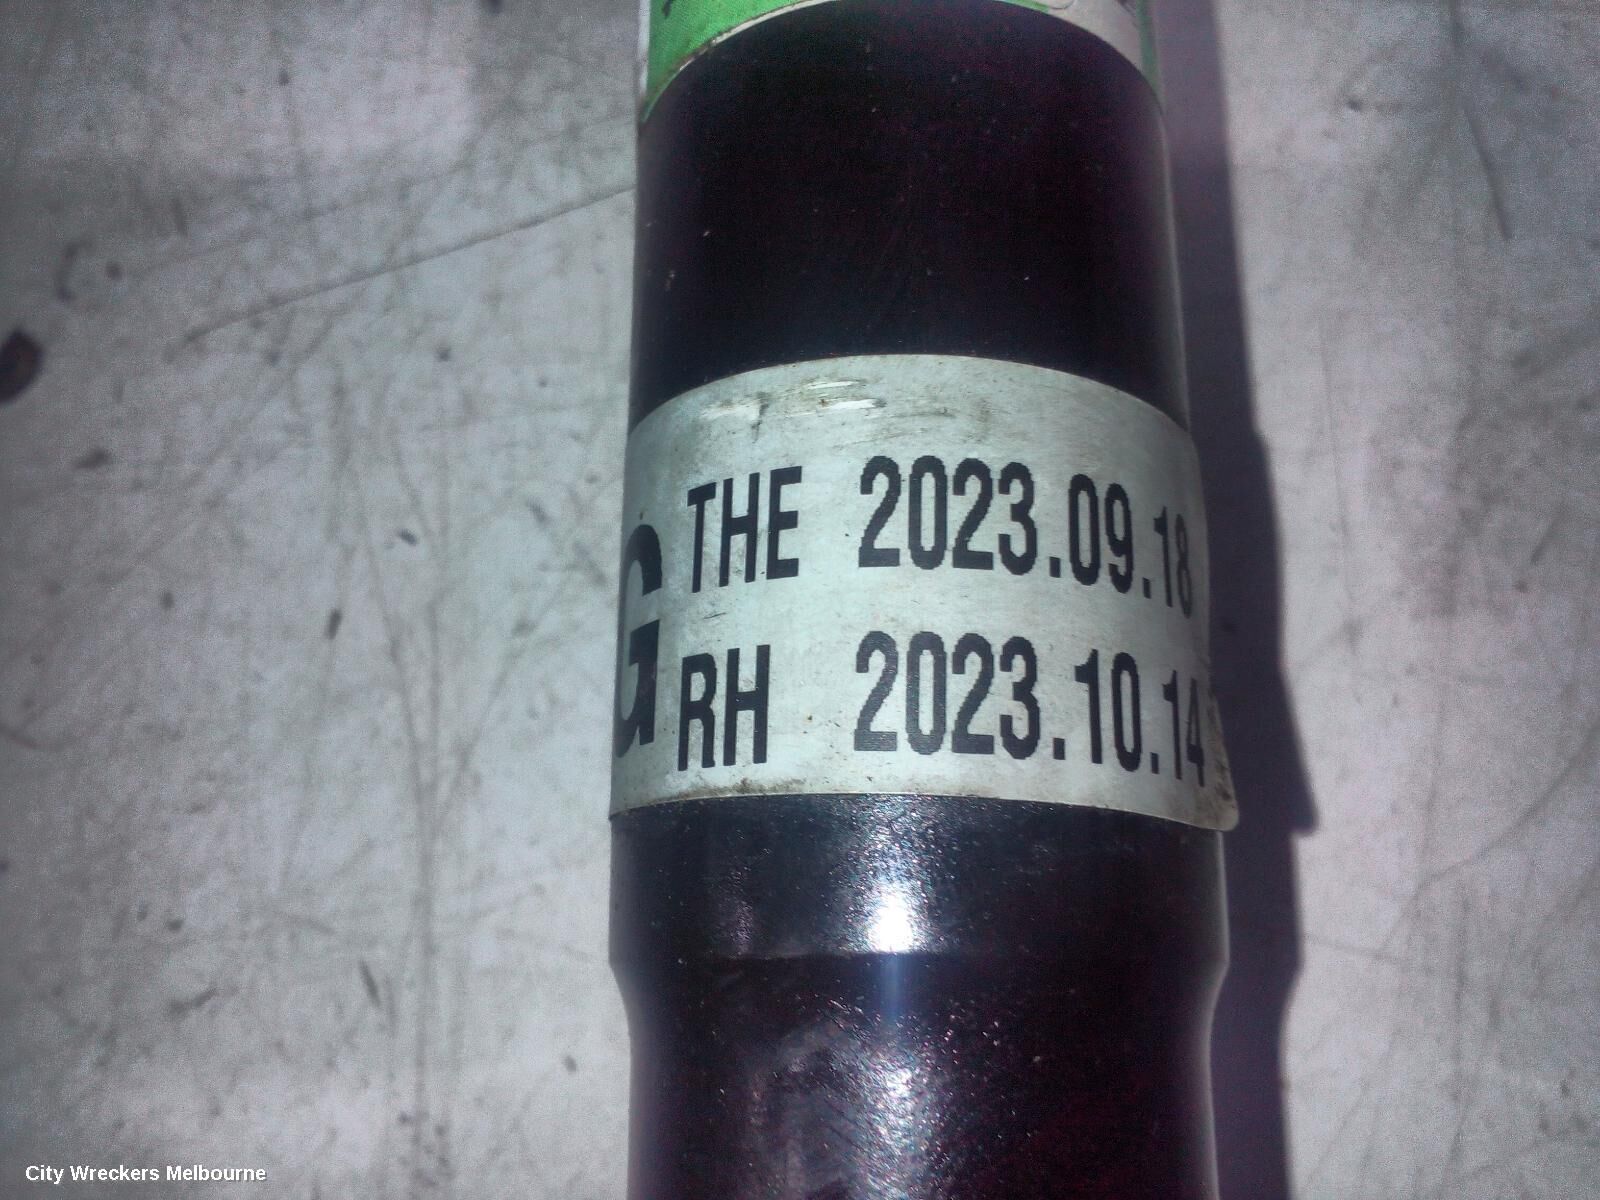 G
THE 2023.09.18
RH 2023.10.14
City Wreckers Melbourne